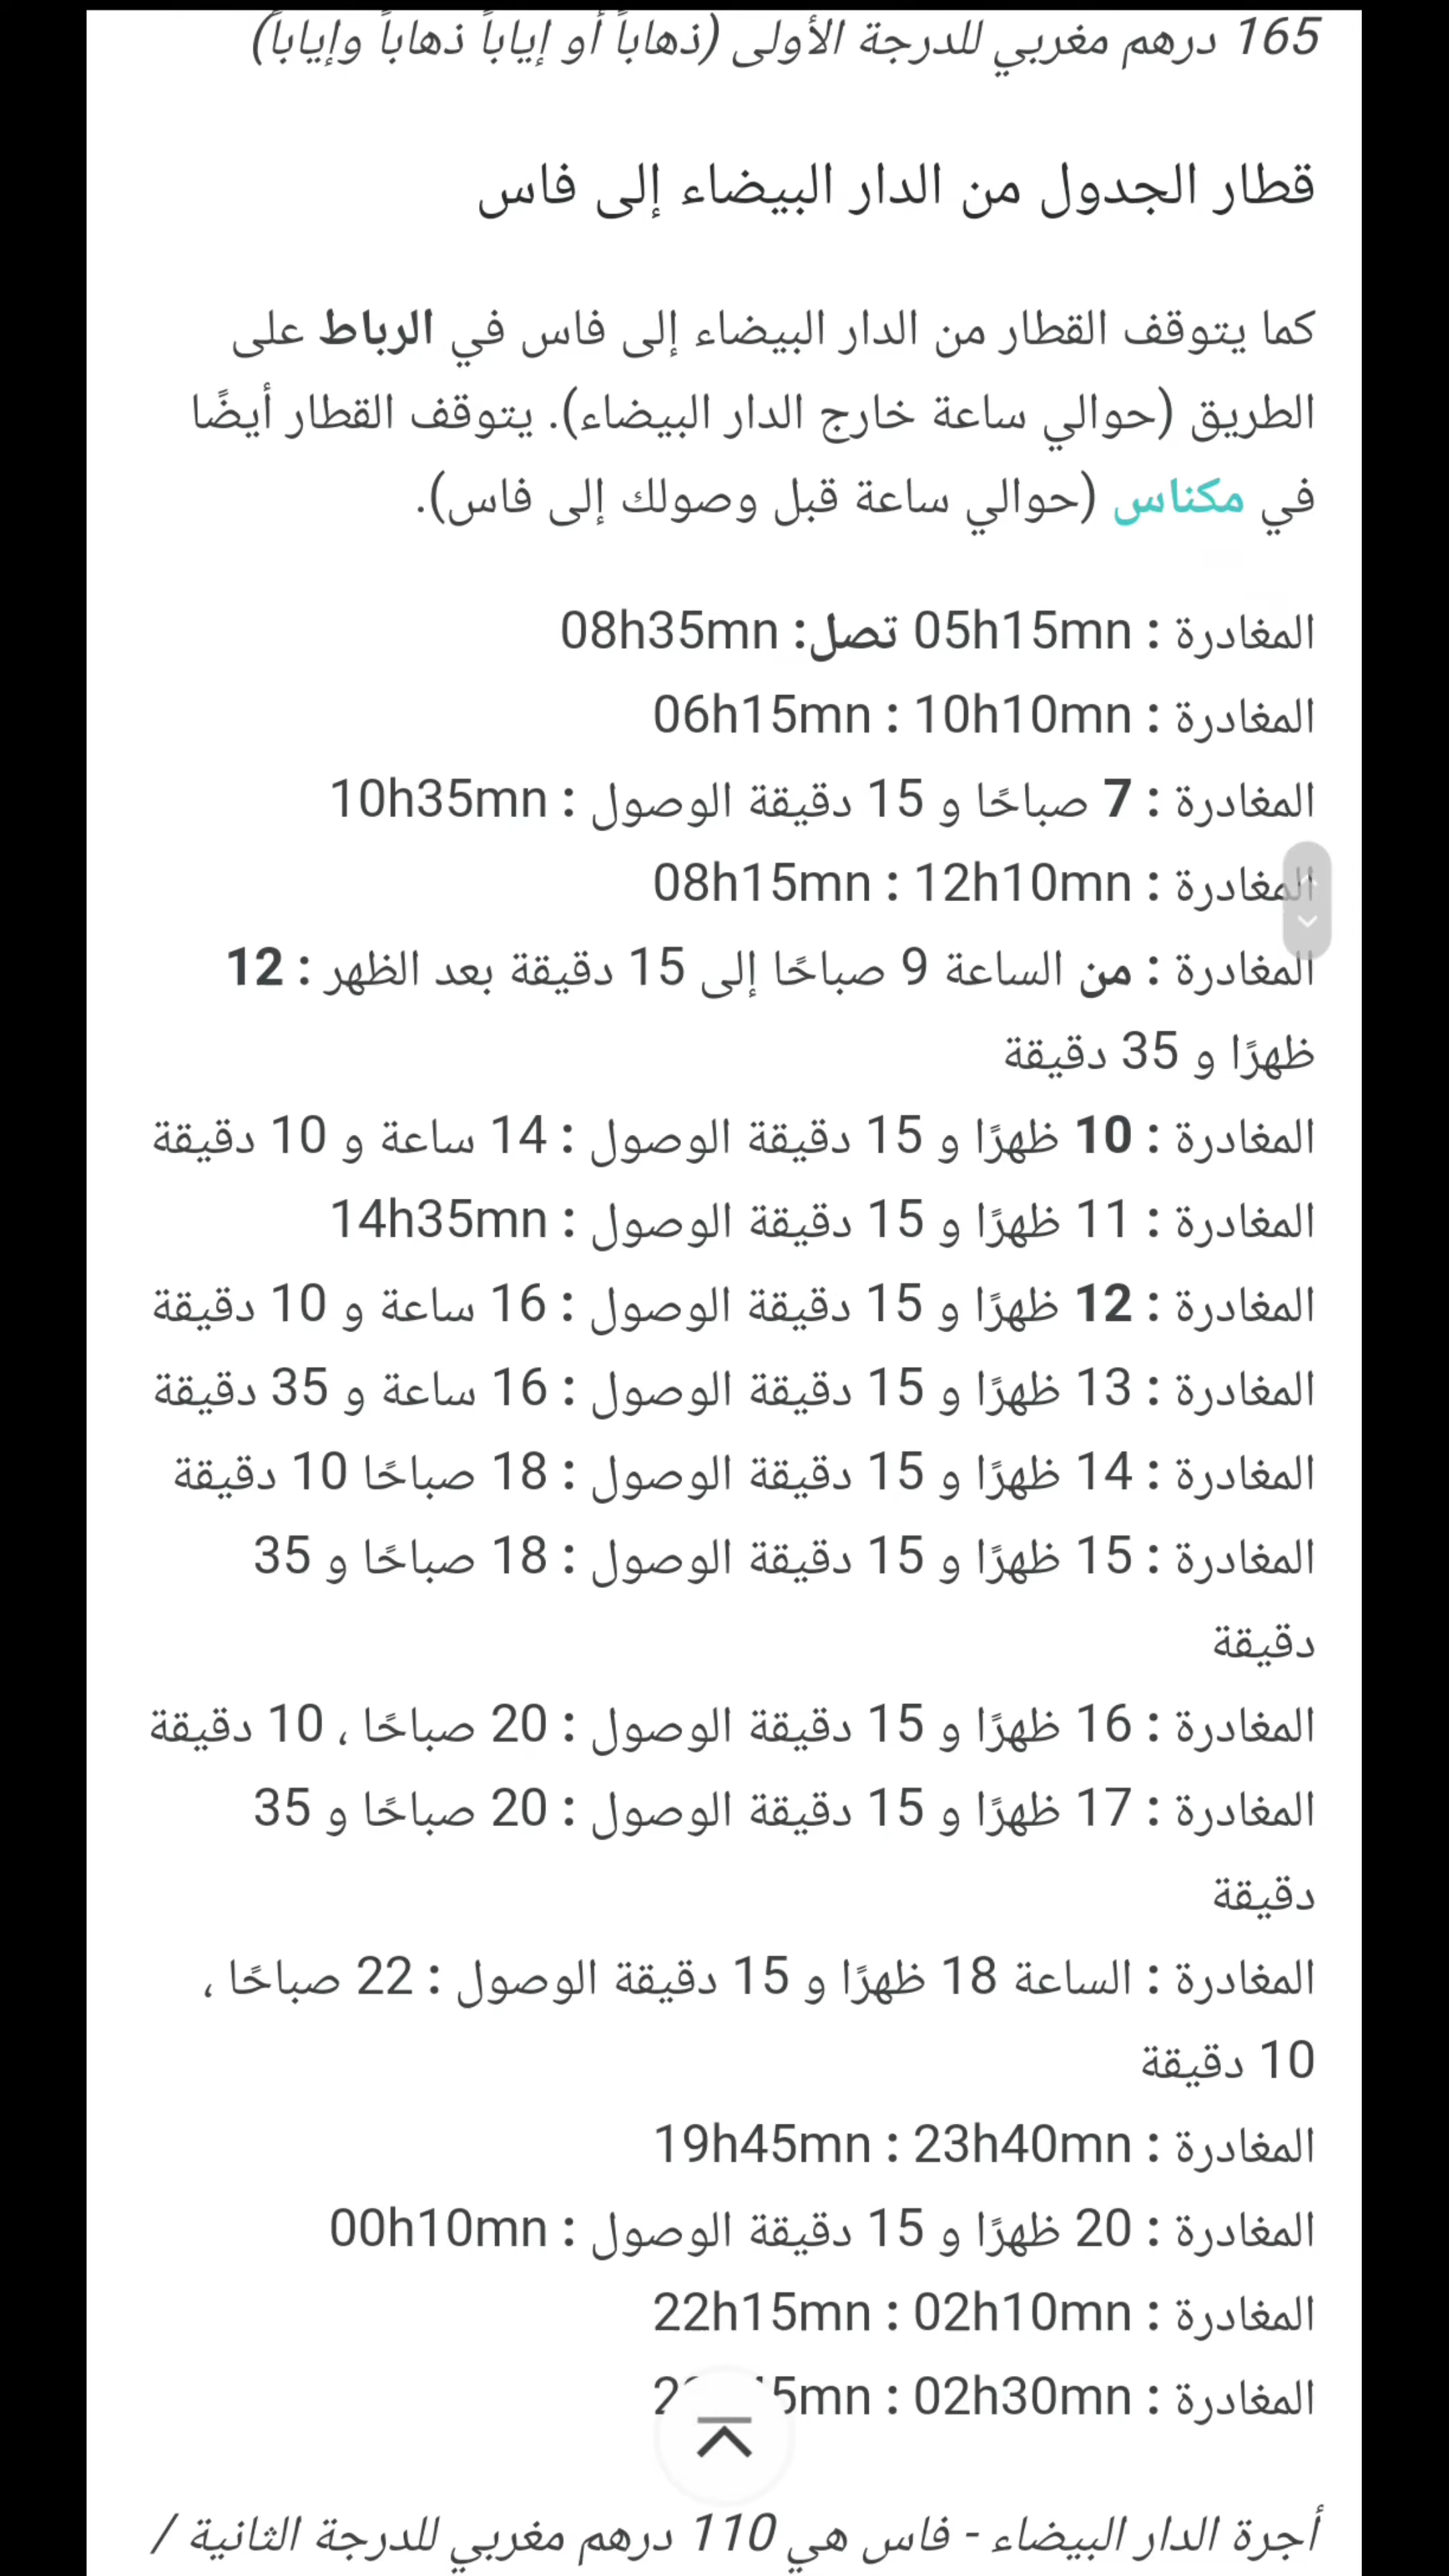 165 درهم مغربي للدرجة الأولى (ذهاباً أو إياباً ذهاباً وإياباً)
قطار الجدول من الدار البيضاء إلى فاس
كما يتوقف القطار من الدار البيضاء إلى فاس في الرباط على
الطريق (حوالي ساعة خارج الدار البيضاء). يتوقف القطار أيضًا
في مكناس (حوالي ساعة قبل وصولك إلى فاس).
المغادرة : 05h15mn تصل: 08h35mn
المغادرة : 06h15mn : 10h10mn
المغادرة : 7 صباحًا و 15 دقيقة الوصول : 10h35mn
المغادرة : 08h15mn : 12h10mn
المغادرة : من الساعة 9 صباحًا إلى 15 دقيقة بعد الظهر : 12
ظهرًا و 35 دقيقة
المغادرة : 10 ظهرًا و 15 دقيقة الوصول : 14 ساعة و 10 دقيقة
المغادرة : 11 ظهرًا و 15 دقيقة الوصول : 14h35mn
المغادرة : 12 ظهرًا و 15 دقيقة الوصول : 16 ساعة و 10 دقيقة
المغادرة : 13 ظهرًا و 15 دقيقة الوصول : 16 ساعة و 35 دقيقة
المغادرة : 14 ظهرًا و 15 دقيقة الوصول : 18 صباحًا 10 دقيقة
المغادرة : 15 ظهرًا و 15 دقيقة الوصول : 18 صباحًا و 35
دقيقة
المغادرة : 16 ظهرًا و 15 دقيقة الوصول : 20 صباحًا ، 10 دقيقة
المغادرة : 17 ظهرًا و 15 دقيقة الوصول : 20 صباحًا و 35
دقيقة
المغادرة : الساعة 18 ظهرًا و 15 دقيقة الوصول : 22 صباحًا ،
10 دقيقة
المغادرة : 19h45mn : 23h40mn
المغادرة : 20 ظهرًا و 15 دقيقة الوصول : 00h10mn
المغادرة : 22h15mn : 02h10mn
المغادرة : 02h30mn
أجرة الدار البيضاء - فاس هي 110 درهم مغربي للدرجة الثانية /